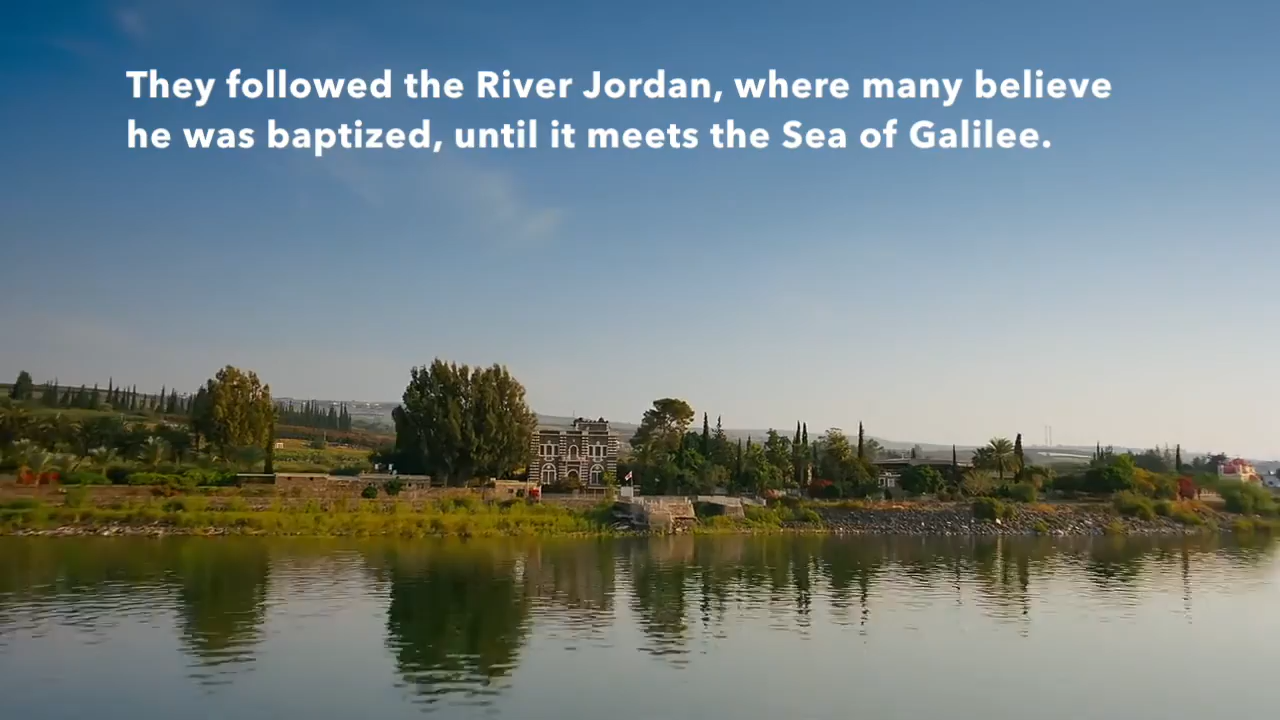 They followed the River Jordan, where many believe
he was baptized, until it meets the Sea of Galilee.